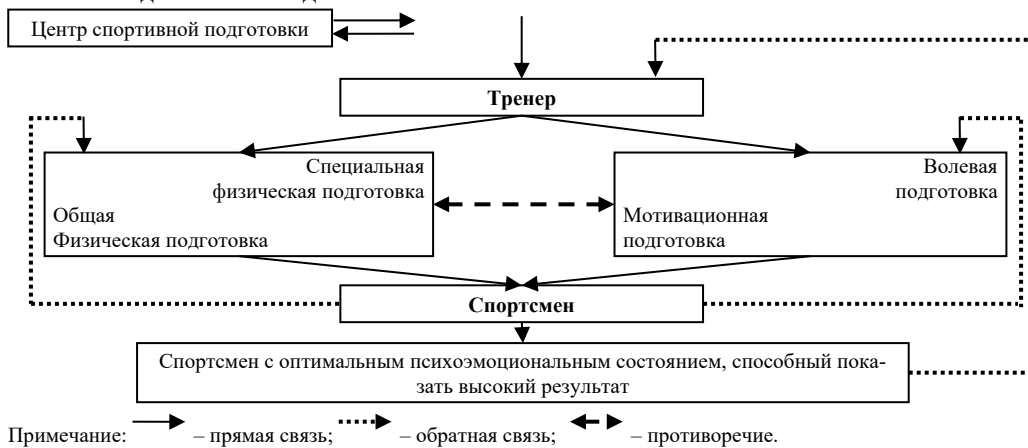 Центр спортивной подготовки
Тренер
Специальная
физическая подготовка
Общая
Физическая подготовка
Волевая
подготовка
Мотивационная
подготовка
Спортсмен
Спортсмен с оптимальным психоэмоциональным состоянием, способный пока-
зать высокий результат
Примечание: – прямая связь; – обратная связь; – противоречие.